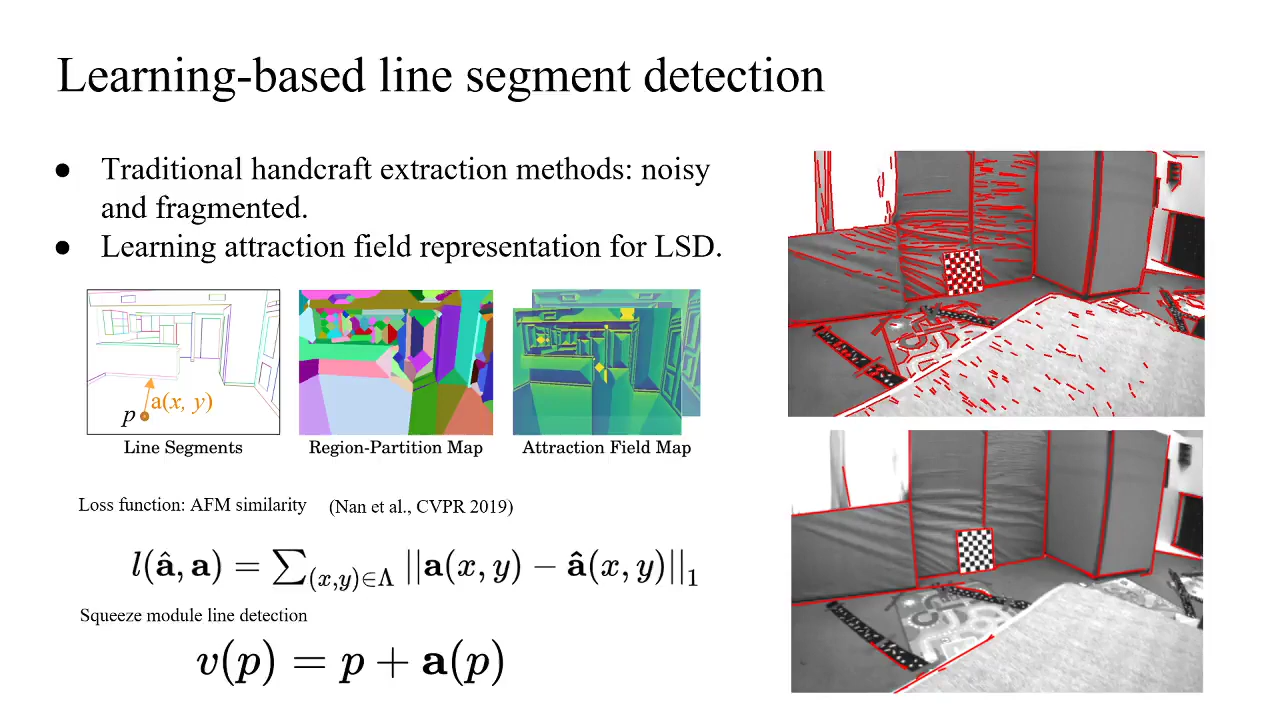 Learning-based line segment detection
● Traditional handcraft extraction methods: noisy
and fragmented.
● Learning attraction field representation for LSD.
a(x, y)
p
Line Segments
Region-Partition Map
Attraction Field Map
Loss function: AFM similarity (Nan et al., CVPR 2019)
l(â, a) = ∑(x,y)∈Λ ||a(x, y) − â(x, y)||₁
Squeeze module line detection
v(p) = p + a(p)